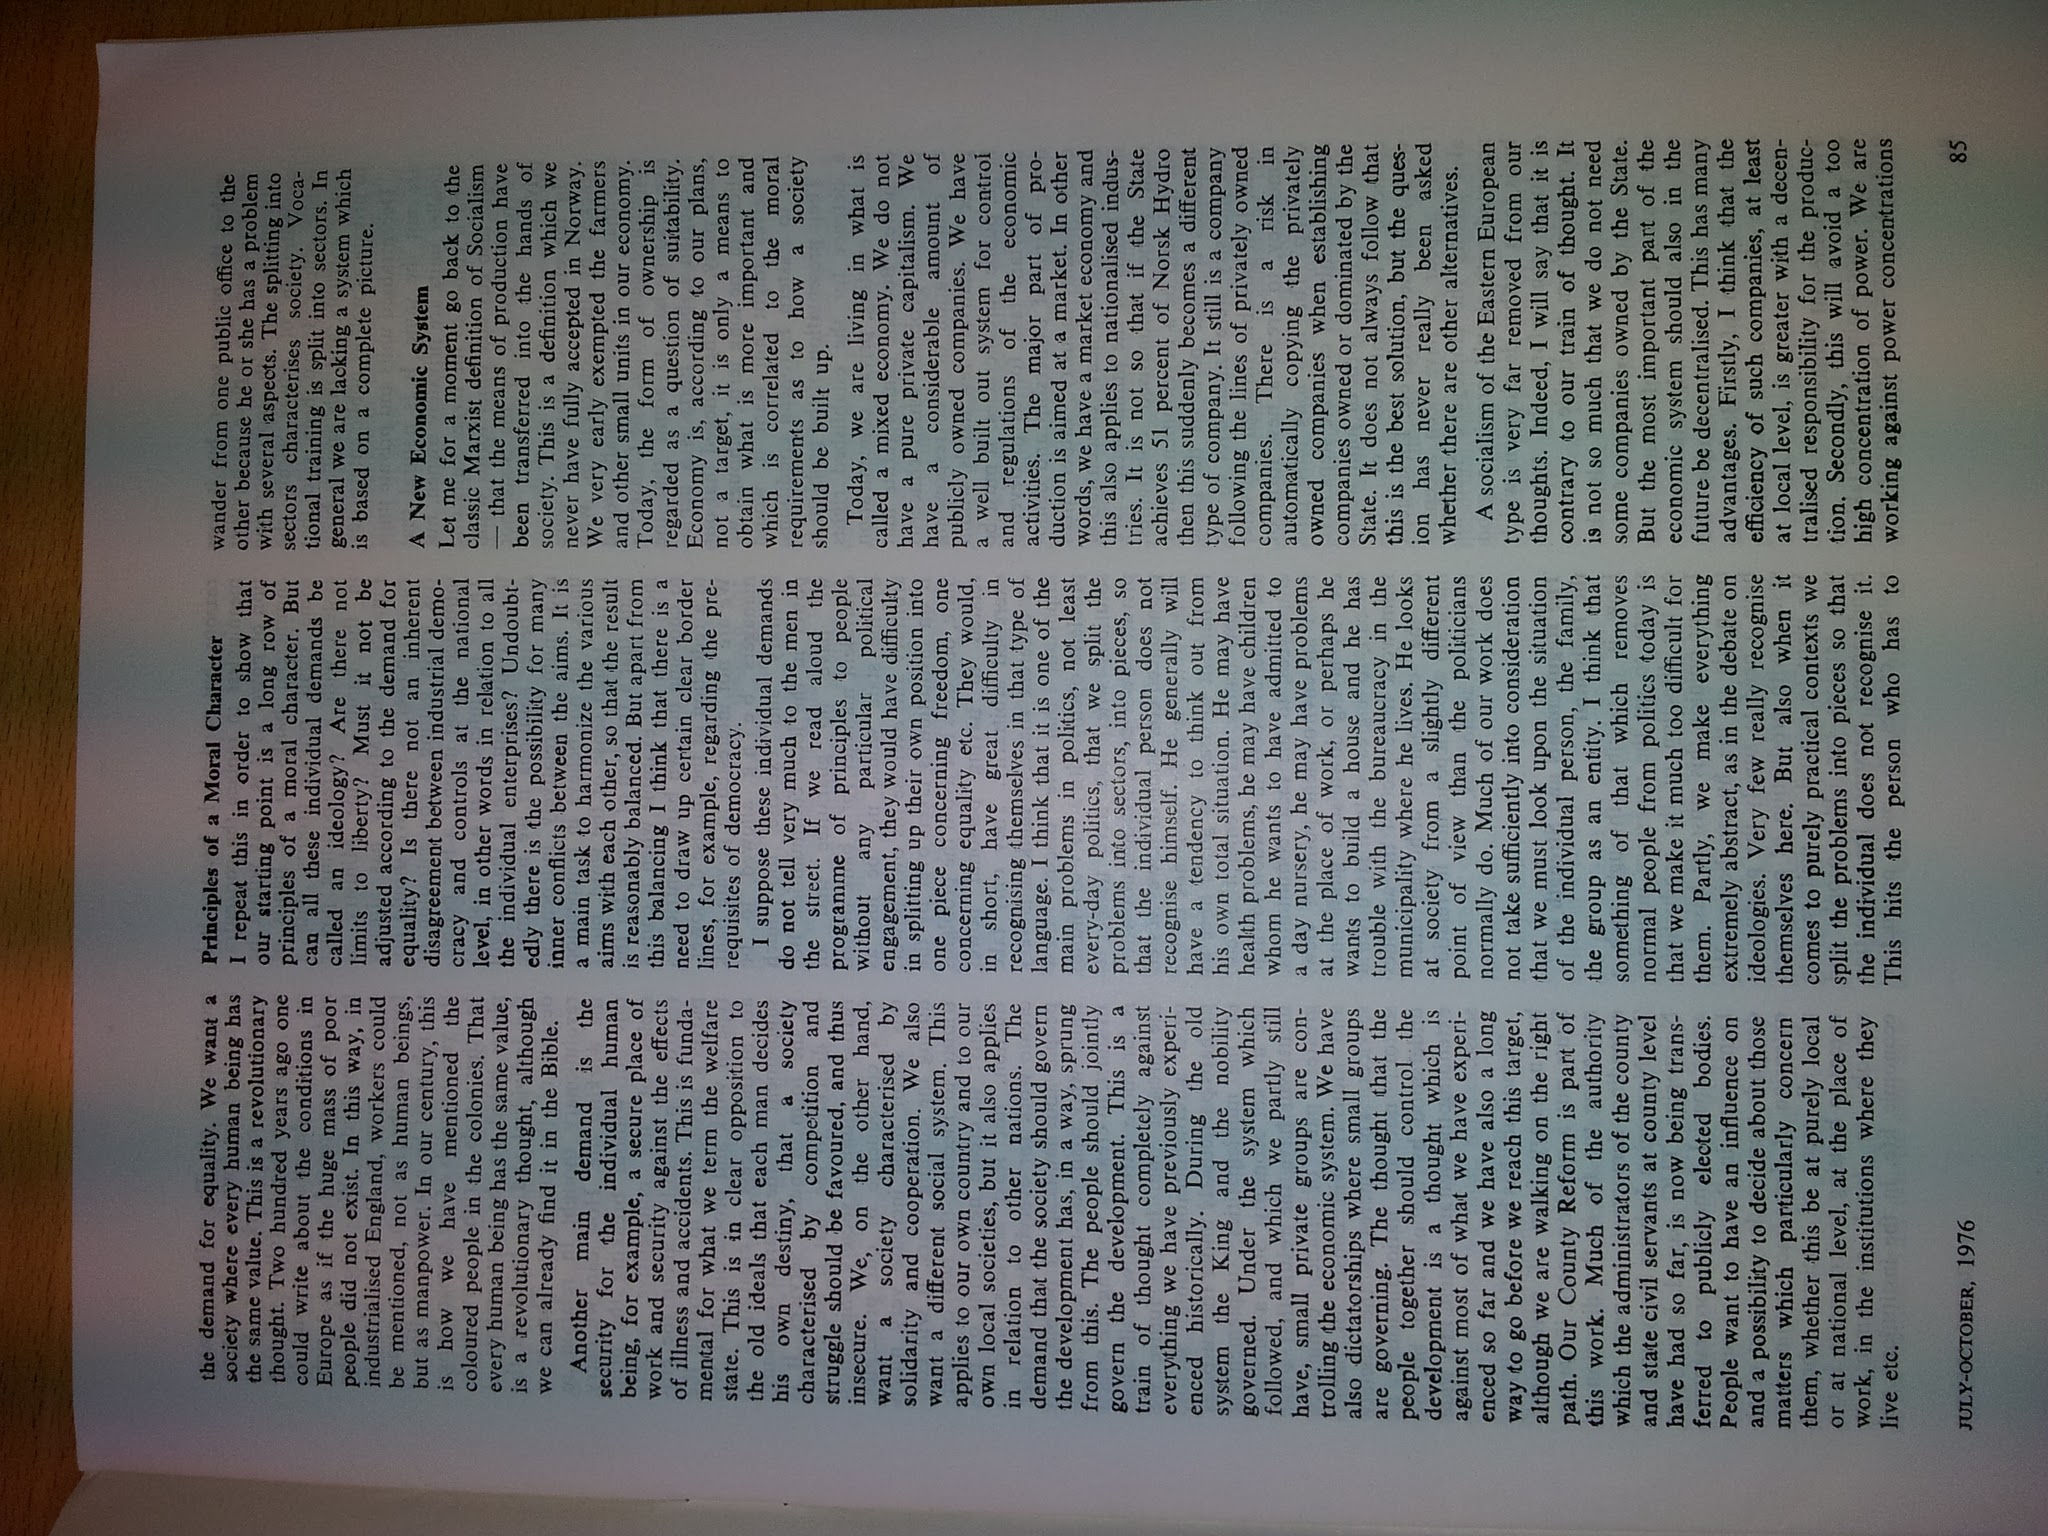 the demand for equality. We want a
society where every human being has
the same value. This is a revolutionary
thought. Two hundred years ago one
could write about the conditions in
Europe as if the huge mass of poor
people did not exist. In this way, in
industrialised England, workers could
be mentioned, not as human beings,
but as manpower. In our century, this
is how we have mentioned the
coloured people in the colonies. That
every human being has the same value,
is a revolutionary thought, although
we can already find it in the Bible.
Another main demand is the
security for the individual human
being, for example, a secure place of
work and security against the effects
of illness and accidents. This is funda-
mental for what we term the welfare
state. This is in clear opposition to
the old ideals that each man decides
his own destiny, that a society
characterised by competition and
struggle should be favoured, and thus
insecure. We, on the other hand,
want a society characterised by
solidarity and cooperation. We also
want a different social system. This
applies to our own country and to our
own local societies, but it also applies
in relation to other nations. The
demand that the society should govern
the development has, in a way, sprung
from this. The people should jointly
govern the development. This is a
train of thought completely against
everything we have previously experi-
enced historically. During the old
system the King and the nobility
governed. Under the system which
followed, and which we partly still
have, small private groups are con-
trolling the economic system. We have
also dictatorships where small groups
are governing. The thought that the
people together should control the
development is a thought which is
against most of what we have experi-
enced so far and we have also a long
way to go before we reach this target,
although we are walking on the right
path. Our County Reform is part of
this work. Much of the authority
which the administrators of the county
and state civil servants at county level
have had so far, is now being trans-
ferred to publicly elected bodies.
People want to have an influence on
and a possibility to decide about those
matters which particularly concern
them, whether this be at purely local
or at national level, at the place of
work, in the institutions where they
live etc.
Principles of a Moral Character
I repeat this in order to show that
our starting point is a long row of
principles of a moral character. But
can all these individual demands be
called an ideology? Are there not
limits to liberty? Must it not be
adjusted according to the demand for
equality? Is there not an inherent
disagreement between industrial demo-
cracy and controls at the national
level, in other words in relation to all
the individual enterprises? Undoubt-
edly there is the possibility for many
inner conflicts between the aims. It is
a main task to harmonize the various
aims with each other, so that the result
is reasonably balanced. But apart from
this balancing I think that there is a
need to draw up certain clear border
lines, for example, regarding the pre-
requisites of democracy.
I suppose these individual demands
do not tell very much to the men in
the street. If we read aloud the
programme of principles to people
without any particular political
engagement, they would have difficulty
in splitting up their own position into
one piece concerning freedom, one
concerning equality etc. They would,
in short, have great difficulty in
recognising themselves in that type of
language. I think that it is one of the
main problems in politics, not least
every-day politics, that we split the
problems into sectors, into pieces, so
that the individual person does not
recognise himself. He generally will
have a tendency to think out from
his own total situation. He may have
health problems, he may have children
whom he wants to have admitted to
a day nursery, he may have problems
at the place of work, or perhaps he
wants to build a house and he has
trouble with the bureaucracy in the
municipality where he lives. He looks
at society from a slightly different
point of view than the politicians
normally do. Much of our work does
not take sufficiently into consideration
that we must look upon the situation
of the individual person, the family,
the group as an entity. I think that
something of that which removes
normal people from politics today is
that we make it much too difficult for
them. Partly, we make everything
extremely abstract, as in the debate on
ideologies. Very few really recognise
themselves here. But also when it
comes to purely practical contexts we
split the problems into pieces so that
the individual does not recognise it.
This hits the person who has to
wander from one public office to the
other because he or she has a problem
with several aspects. The splitting into
sectors characterises society. Voca-
tional training is split into sectors. In
general we are lacking a system which
is based on a complete picture.
A New Economic System
Let me for a moment go back to the
classic Marxist definition of Socialism
— that the means of production have
been transferred into the hands of
society. This is a definition which we
never have fully accepted in Norway.
We very early exempted the farmers
and other small units in our economy.
Today, the form of ownership is
regarded as a question of suitability.
Economy is, according to our plans,
not a target, it is only a means to
obtain what is more important and
which is correlated to the moral
requirements as to how a society
should be built up.
Today, we are living in what is
called a mixed economy. We do not
have a pure private capitalism. We
have a considerable amount of
publicly owned companies. We have
a well built out system for control
and regulations of the economic
activities. The major part of pro-
duction is aimed at a market. In other
words, we have a market economy and
this also applies to nationalised indus-
tries. It is not so that if the State
achieves 51 percent of Norsk Hydro
then this suddenly becomes a different
type of company. It still is a company
following the lines of privately owned
companies. There is a risk in
automatically copying the privately
owned companies when establishing
companies owned or dominated by the
State. It does not always follow that
this is the best solution, but the ques-
ion has never really been asked
whether there are other alternatives.
A socialism of the Eastern European
type is very far removed from our
thoughts. Indeed, I will say that it is
contrary to our train of thought. It
is not so much that we do not need
some companies owned by the State.
But the most important part of the
economic system should also in the
future be decentralised. This has many
advantages. Firstly, I think that the
efficiency of such companies, at least
at local level, is greater with a decen-
tralised responsibility for the produc-
tion. Secondly, this will avoid a too
high concentration of power. We are
working against power concentrations
JULY-OCTOBER, 1976
85